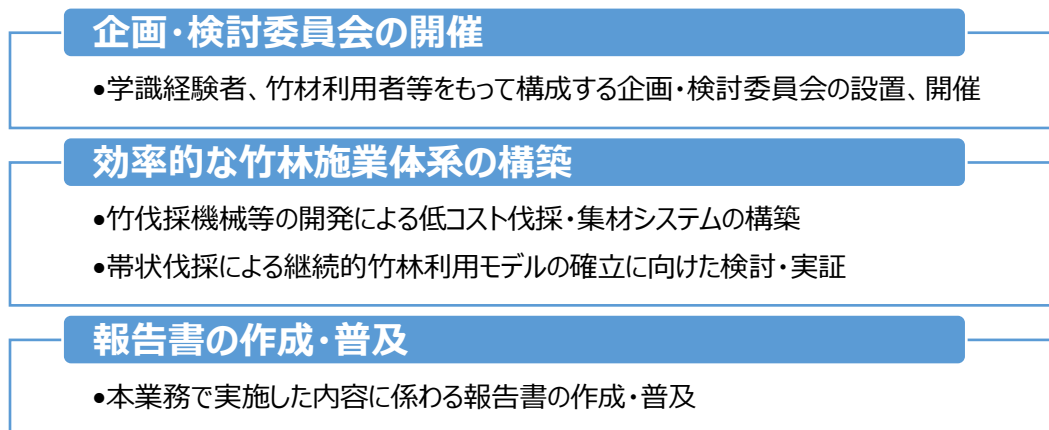 企画・検討委員会の開催
•学識経験者、竹材利用者等をもって構成する企画・検討委員会の設置、開催
効率的な竹林施業体系の構築
•竹伐採機械等の開発による低コスト伐採・集材システムの構築
•帯状伐採による継続的竹林利用モデルの確立に向けた検討・実証
報告書の作成・普及
•本業務で実施した内容に係わる報告書の作成・普及